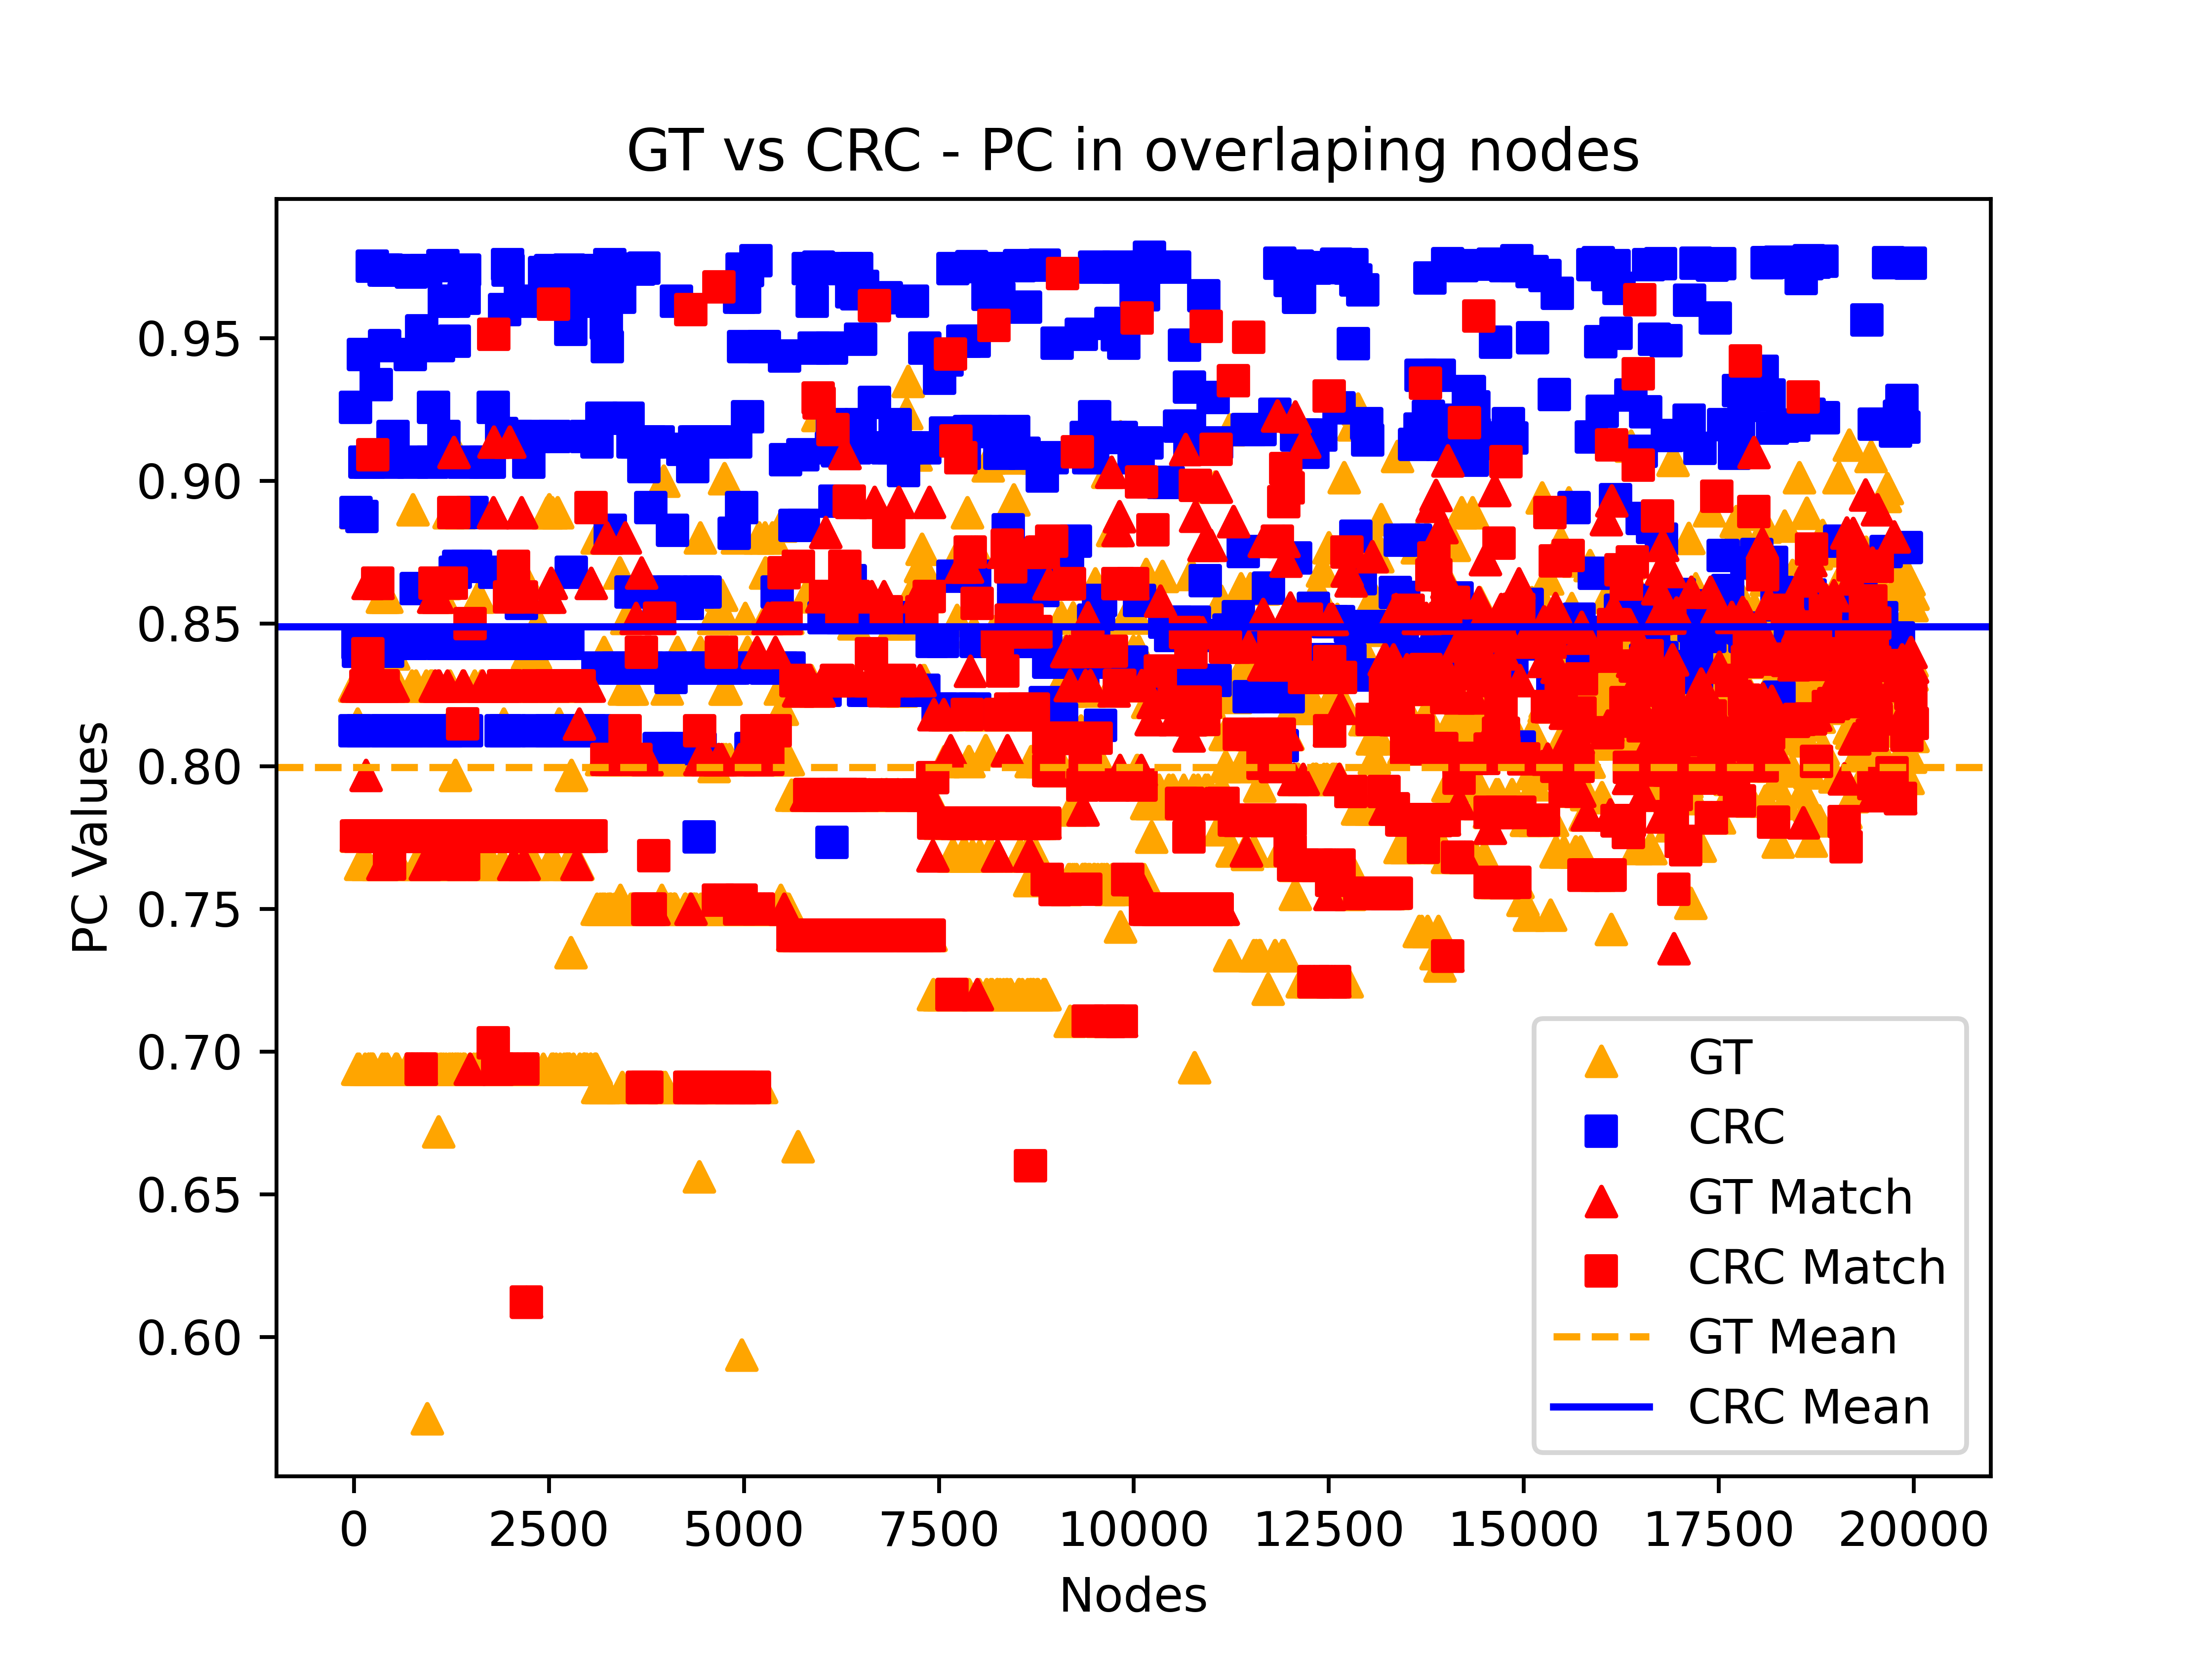 GT vs CRC - PC in overlaping nodes
PC Values
0.95
0.90
0.85
0.80
0.75
0.70
0.65
0.60
0 2500 5000 7500 10000 12500 15000 17500 20000
Nodes
GT
CRC
GT Match
CRC Match
GT Mean
CRC Mean